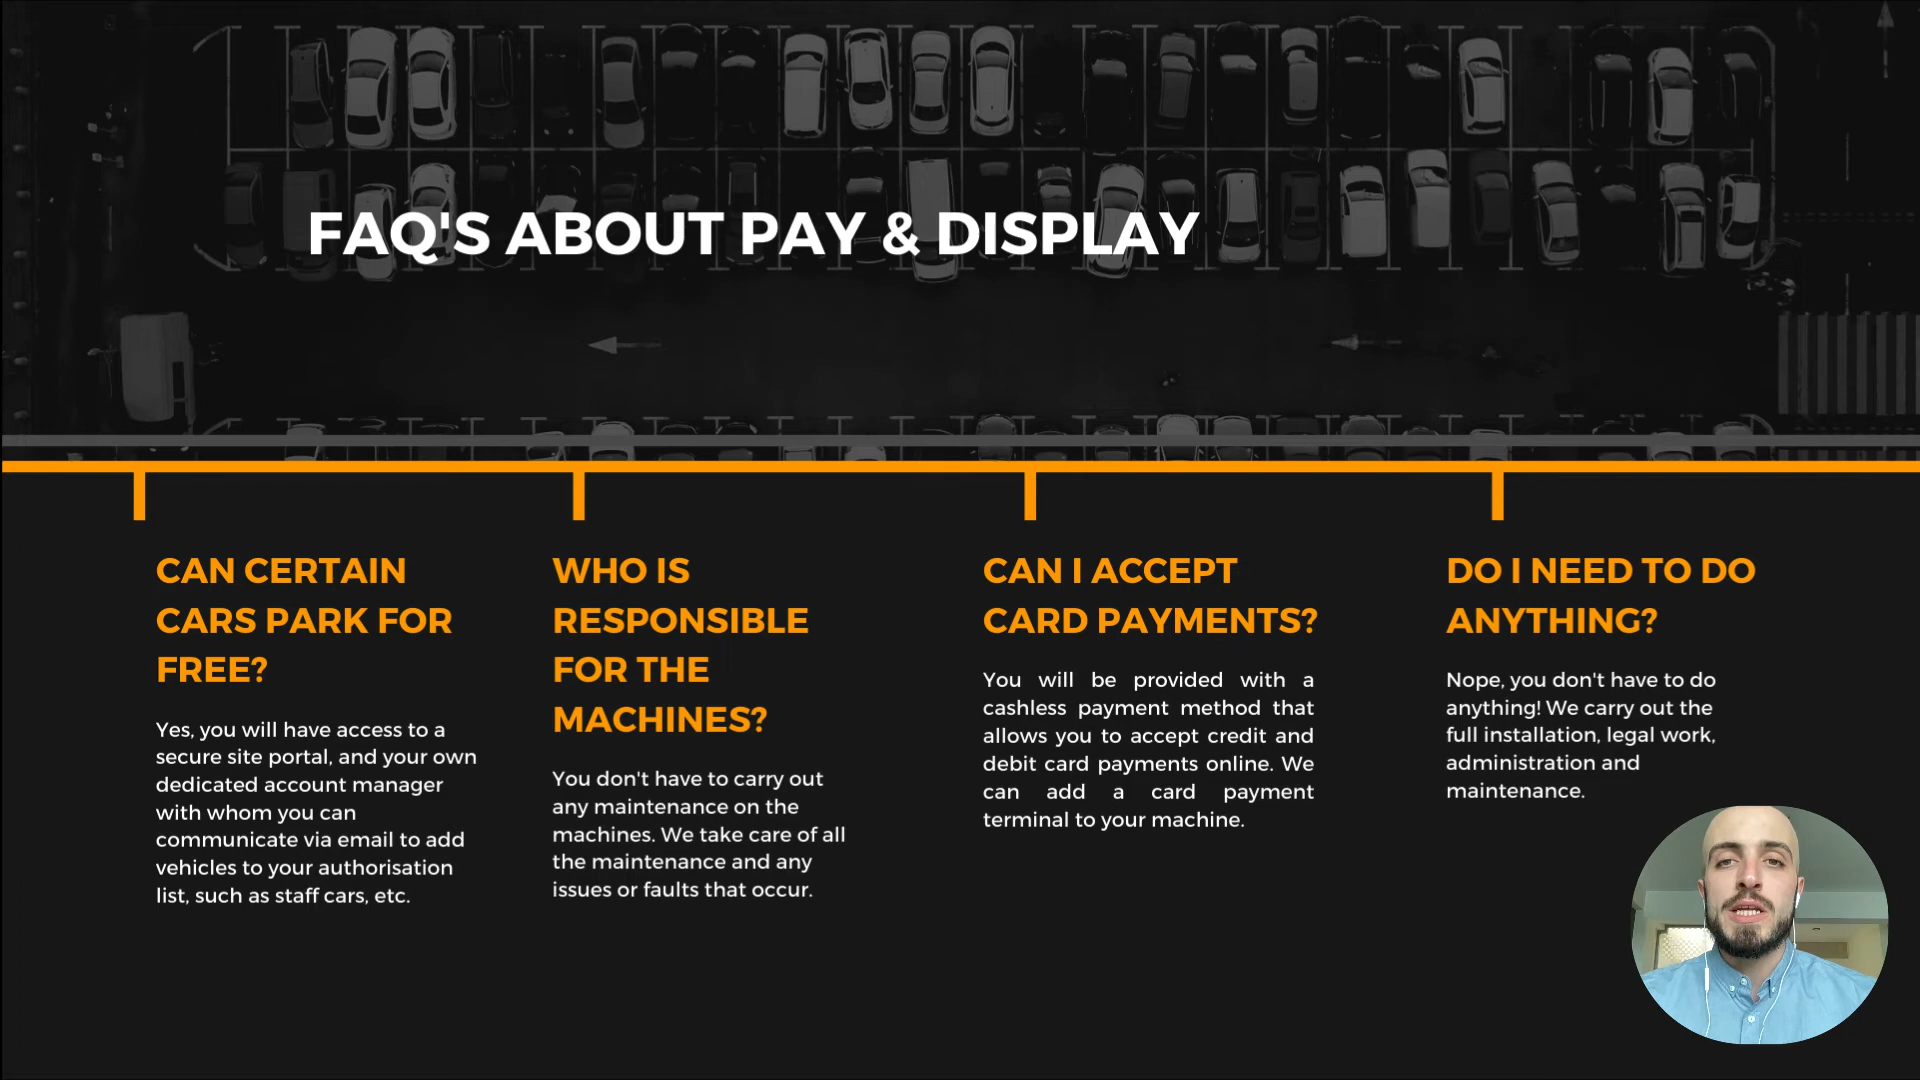 FAQ'S ABOUT PAY & DISPLAY
CAN CERTAIN
CARS PARK FOR
FREE?
Yes, you will have access to a
secure site portal, and your own
dedicated account manager
with whom you can
communicate via email to add
vehicles to your authorisation
list, such as staff cars, etc.
WHO IS
RESPONSIBLE
FOR THE
MACHINES?
You don't have to carry out
any maintenance on the
machines. We take care of all
the maintenance and any
issues or faults that occur.
CAN I ACCEPT
CARD PAYMENTS?
You will be provided with a
cashless payment method that
allows you to accept credit and
debit card payments online. We
can add a card payment
terminal to your machine.
DO I NEED TO DO
ANYTHING?
Nope, you don't have to do
anything! We carry out the
full installation, legal work,
administration and
maintenance.